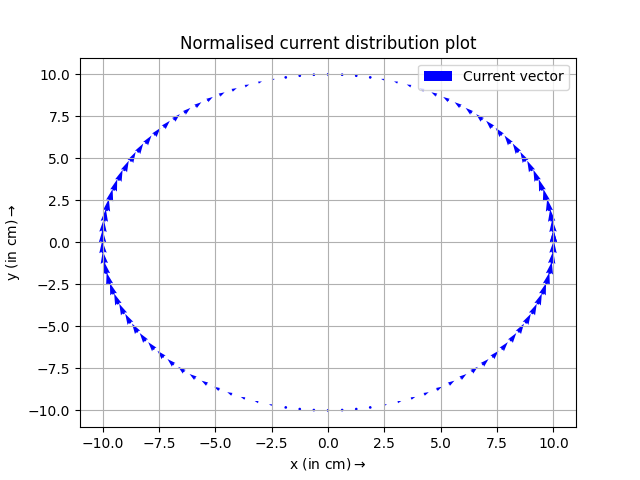 Normalised current distribution plot
Current vector
10.0
7.5
5.0
2.5
0.0
−2.5
−5.0
−7.5
−10.0
y (in cm)→
−10.0 −7.5 −5.0 −2.5 0.0 2.5 5.0 7.5 10.0
x (in cm)→